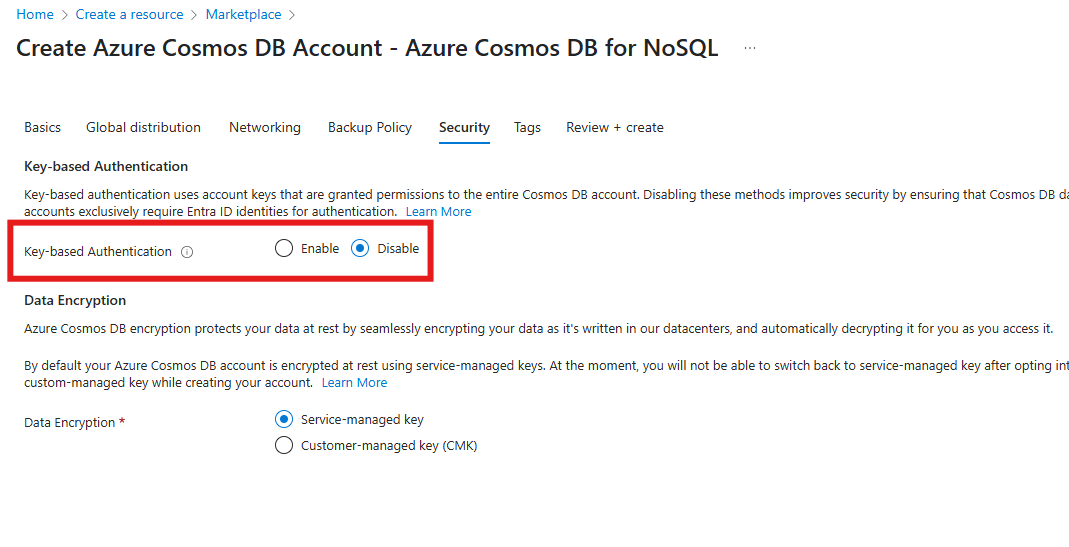 Home > Create a resource > Marketplace >
Create Azure Cosmos DB Account - Azure Cosmos DB for NoSQL ...
Basics Global distribution Networking Backup Policy Security Tags Review + create
Key-based Authentication
Key-based authentication uses account keys that are granted permissions to the entire Cosmos DB account. Disabling these methods improves security by ensuring that Cosmos DB
accounts exclusively require Entra ID identities for authentication. Learn More
Key-based Authentication Enable Disable
Data Encryption
Azure Cosmos DB encryption protects your data at rest by seamlessly encrypting your data as it's written in our datacenters, and automatically decrypting it for you as you access it.
By default your Azure Cosmos DB account is encrypted at rest using service-managed keys. At the moment, you will not be able to switch back to service-managed key after opting
custom-managed key while creating your account. Learn More
Data Encryption * Service-managed key
Customer-managed key (CMK)